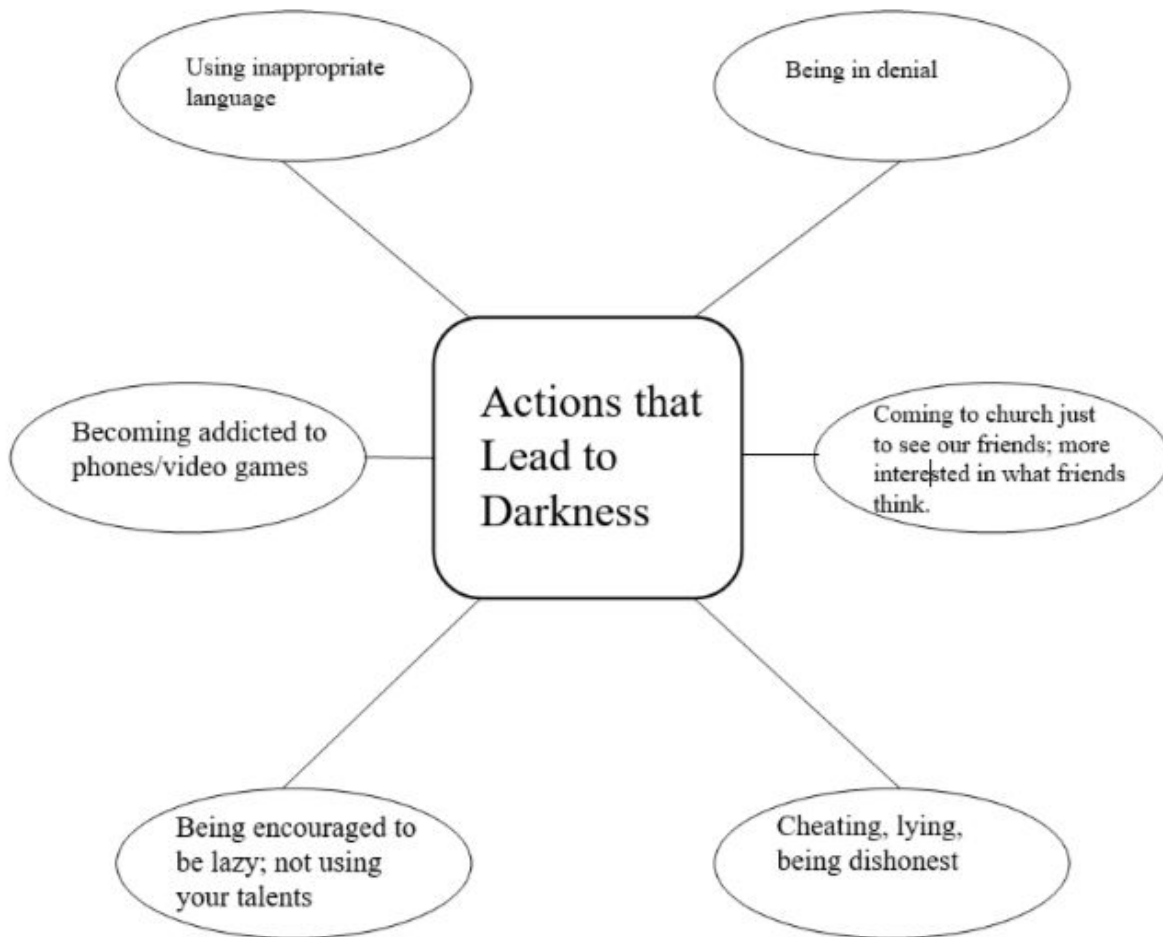 Using inappropriate
language
Being in denial
Actions that
Lead to
Darkness
Becoming addicted to
phones/video games
Coming to church just
to see our friends; more
interested in what friends
think.
Being encouraged to
be lazy; not using
your talents
Cheating, lying,
being dishonest